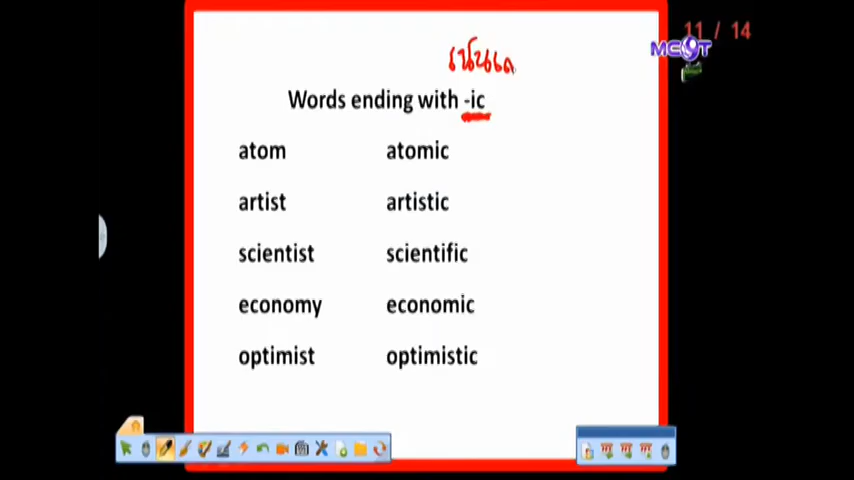 11 / 14
MCOT
Words ending with -ic
atom atomic
artist artistic
scientist scientific
economy economic
optimist optimistic